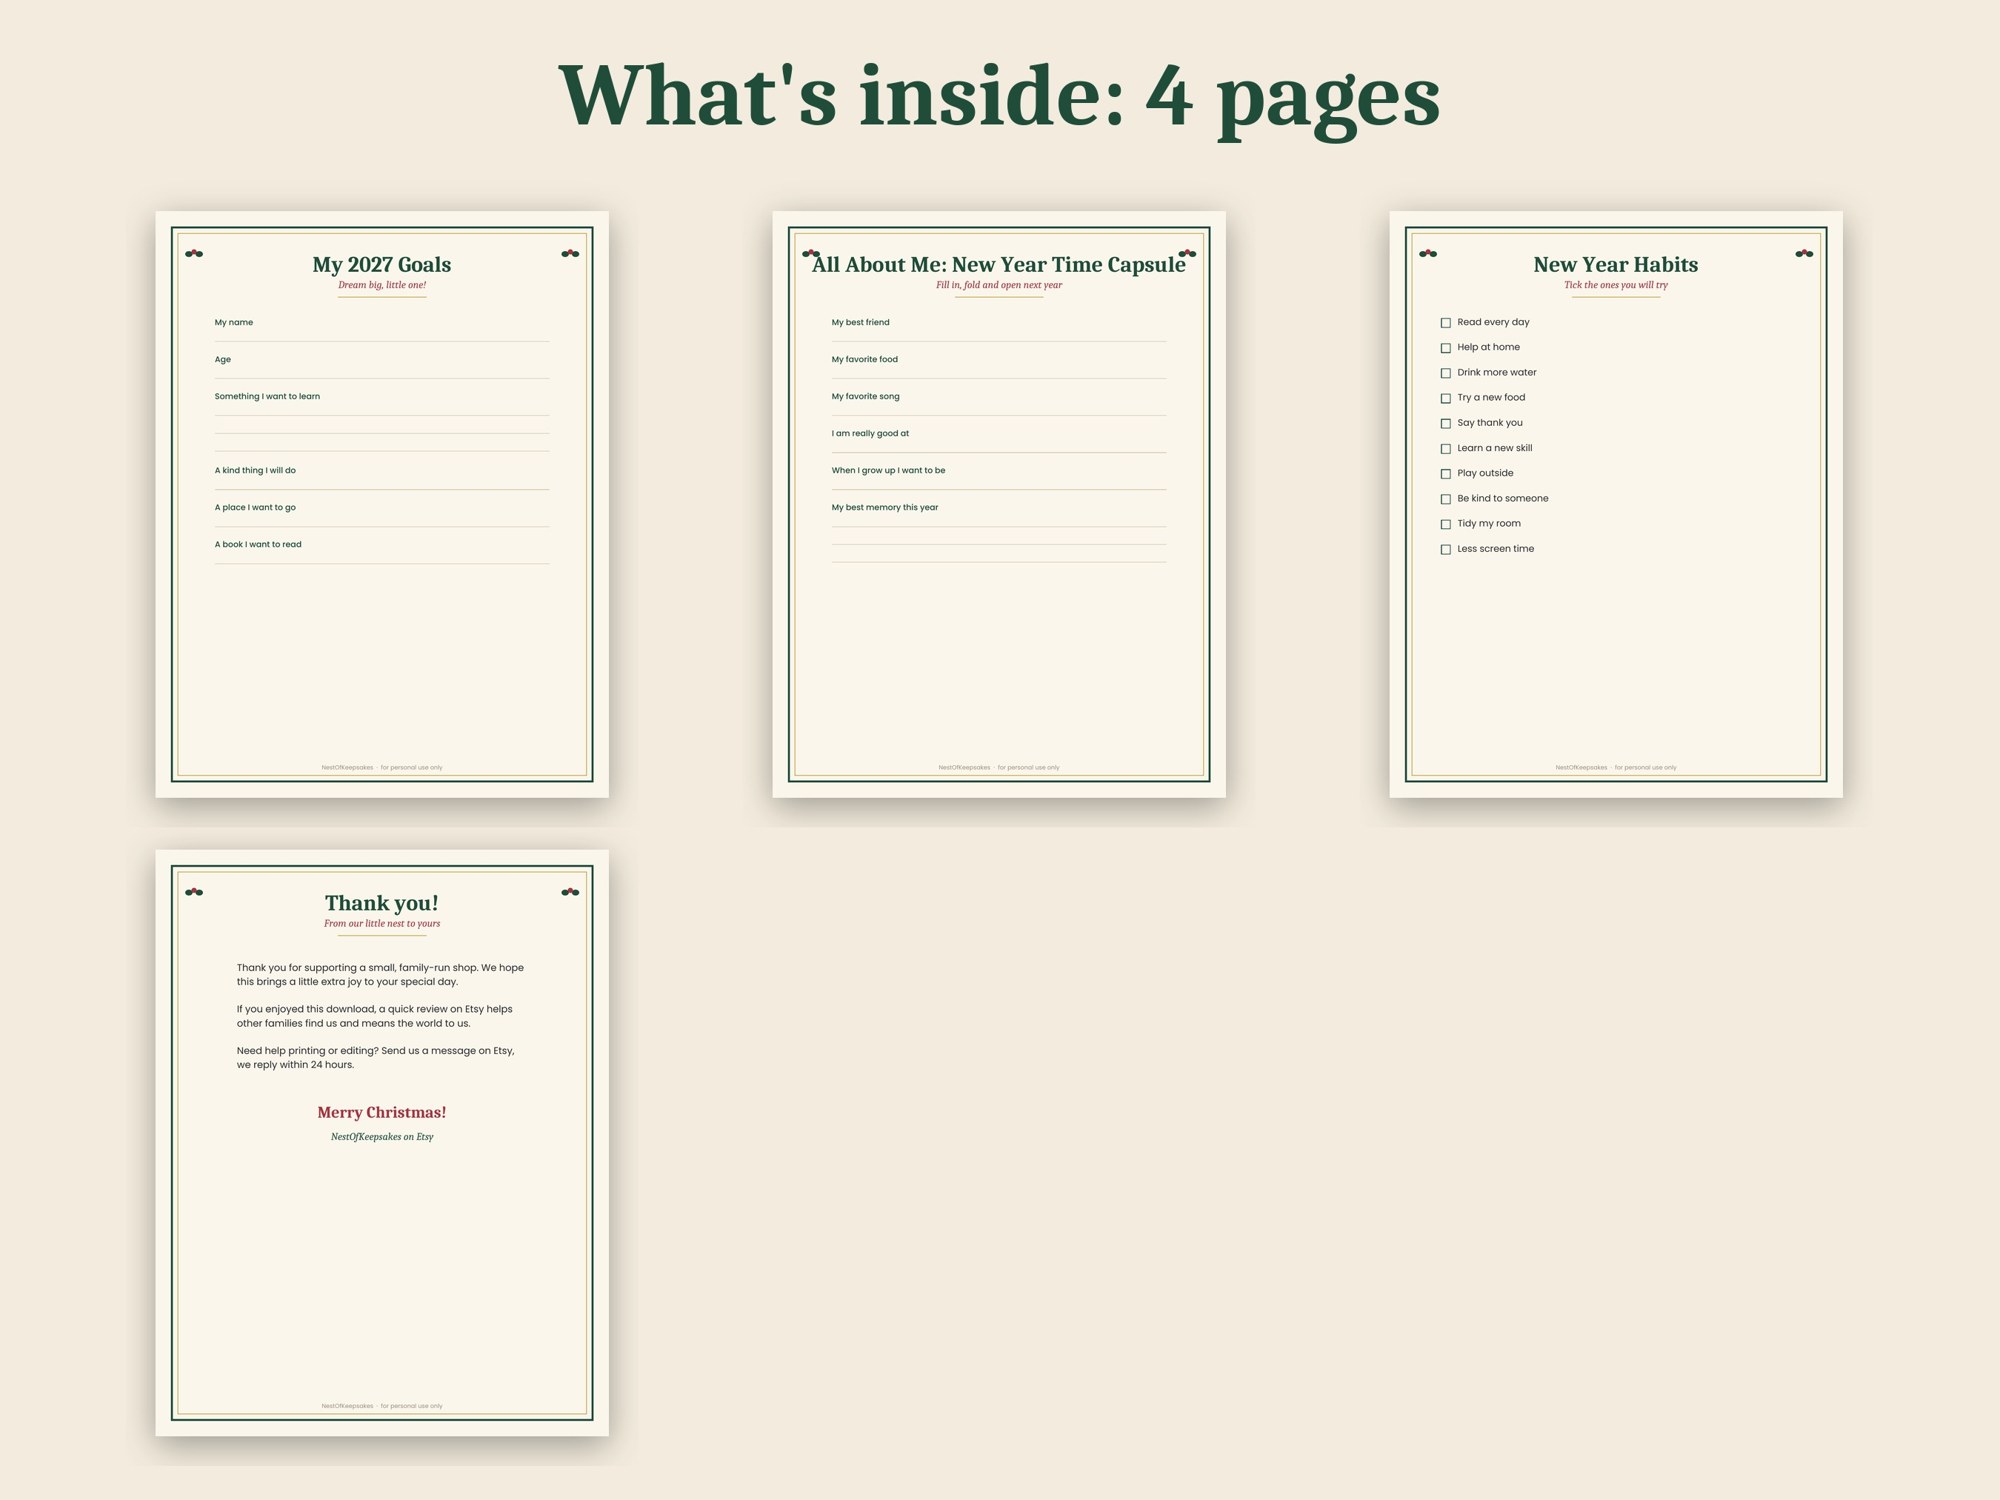 What's inside: 4 pages
My 2027 Goals
Dream big, little one!
My name
Age
Something I want to learn
A kind thing I will do
A place I want to go
A book I want to read
NestOfKeepsakes · for personal use only
All About Me: New Year Time Capsule
Fill in, fold and open next year
My best friend
My favorite food
My favorite song
I am really good at
When I grow up I want to be
My best memory this year
NestOfKeepsakes · for personal use only
New Year Habits
Tick the ones you will try
Read every day
Help at home
Drink more water
Try a new food
Say thank you
Learn a new skill
Play outside
Be kind to someone
Tidy my room
Less screen time
NestOfKeepsakes · for personal use only
Thank you!
From our little nest to yours
Thank you for supporting a small, family-run shop. We hope
this brings a little extra joy to your special day.
If you enjoyed this download, a quick review on Etsy helps
other families find us and means the world to us.
Need help printing or editing? Send us a message on Etsy,
we reply within 24 hours.
Merry Christmas!
NestOfKeepsakes on Etsy
NestOfKeepsakes · for personal use only